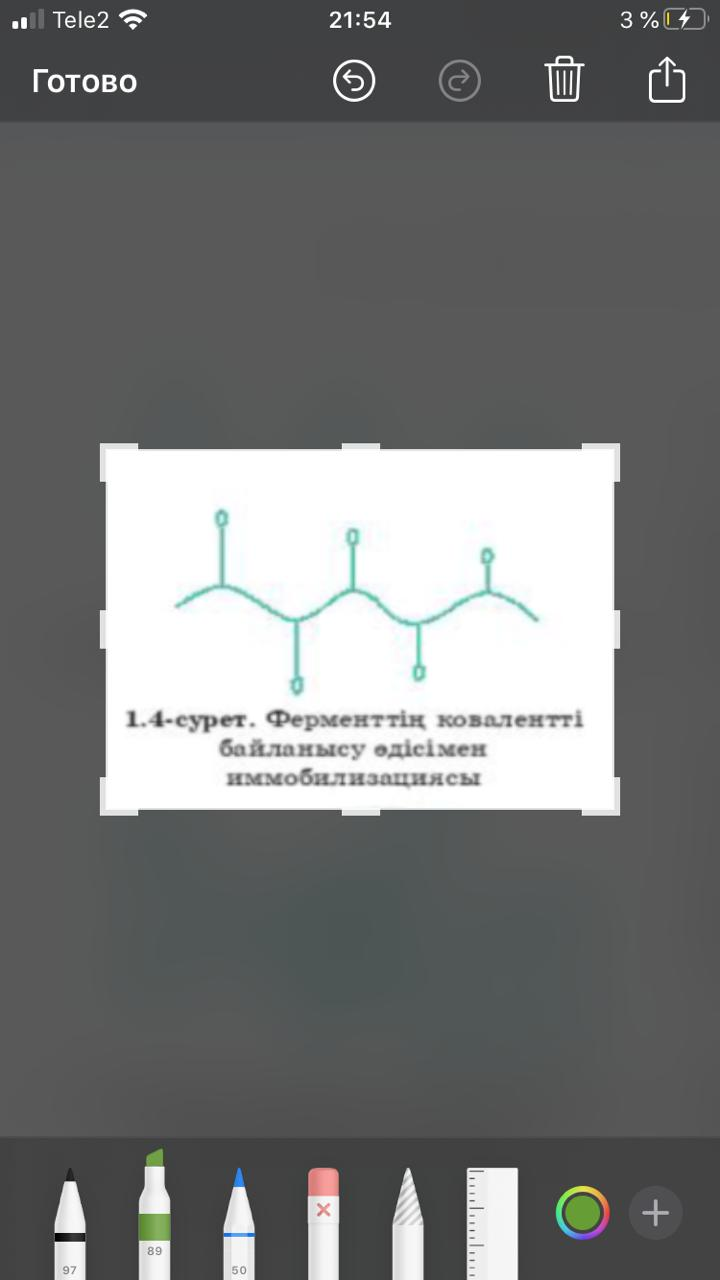 Tele2 21:54 3 %
Готово
1.4-сурет. Ферменттің ковалентті
байланысу әдісімен
иммобилизациясы
97 89 50